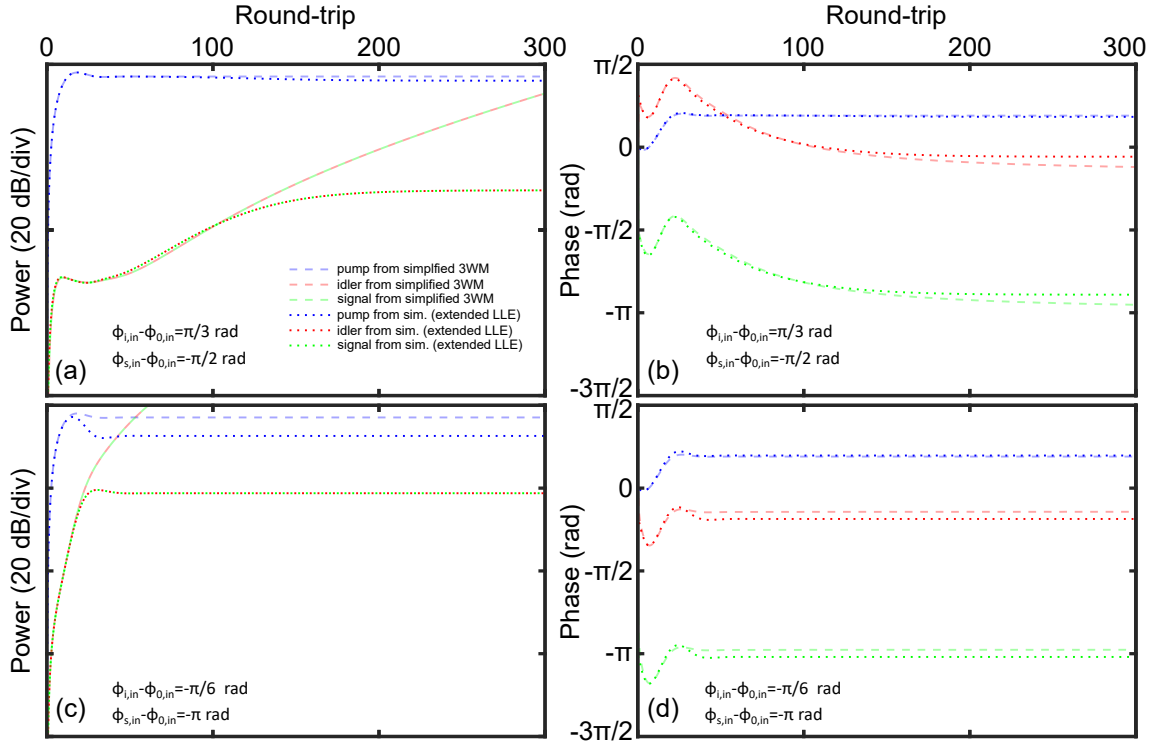 Round-trip
Round-trip
0 100 200 300
0 100 200 300
Power (20 dB/div)
pump from simplfied 3WM
idler from simplified 3WM
signal from simplified 3WM
pump from sim. (extended LLE)
idler from sim. (extended LLE)
signal from sim. (extended LLE)
ϕi,in-ϕ0,in=π/3 rad
ϕs,in-ϕ0,in=-π/2 rad
(a)
Phase (rad)
π/2
0
-π/2
-π
-3π/2
ϕi,in-ϕ0,in=π/3 rad
ϕs,in-ϕ0,in=-π/2 rad
(b)
Power (20 dB/div)
ϕi,in-ϕ0,in=-π/6 rad
ϕs,in-ϕ0,in=-π rad
(c)
Phase (rad)
π/2
0
-π/2
-π
-3π/2
ϕi,in-ϕ0,in=-π/6 rad
ϕs,in-ϕ0,in=-π rad
(d)